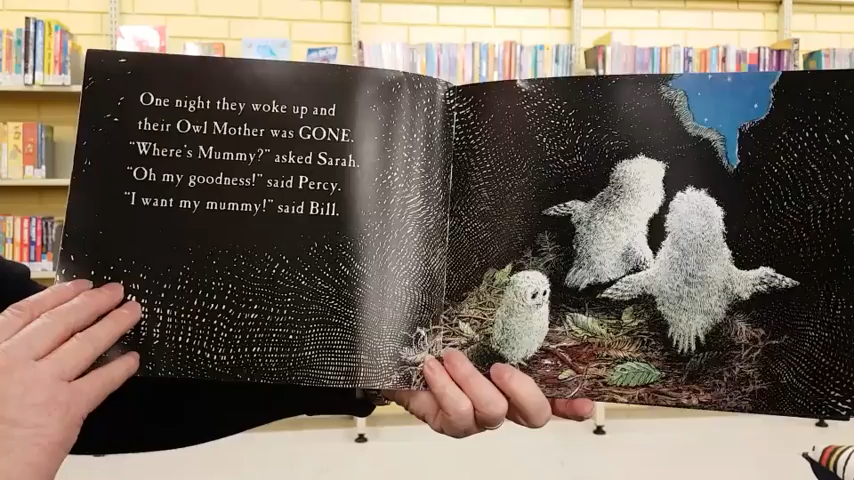 One night they woke up and
their Owl Mother was GONE.
"Where's Mummy?" asked Sarah.
"Oh my goodness!" said Percy.
"I want my mummy!" said Bill.